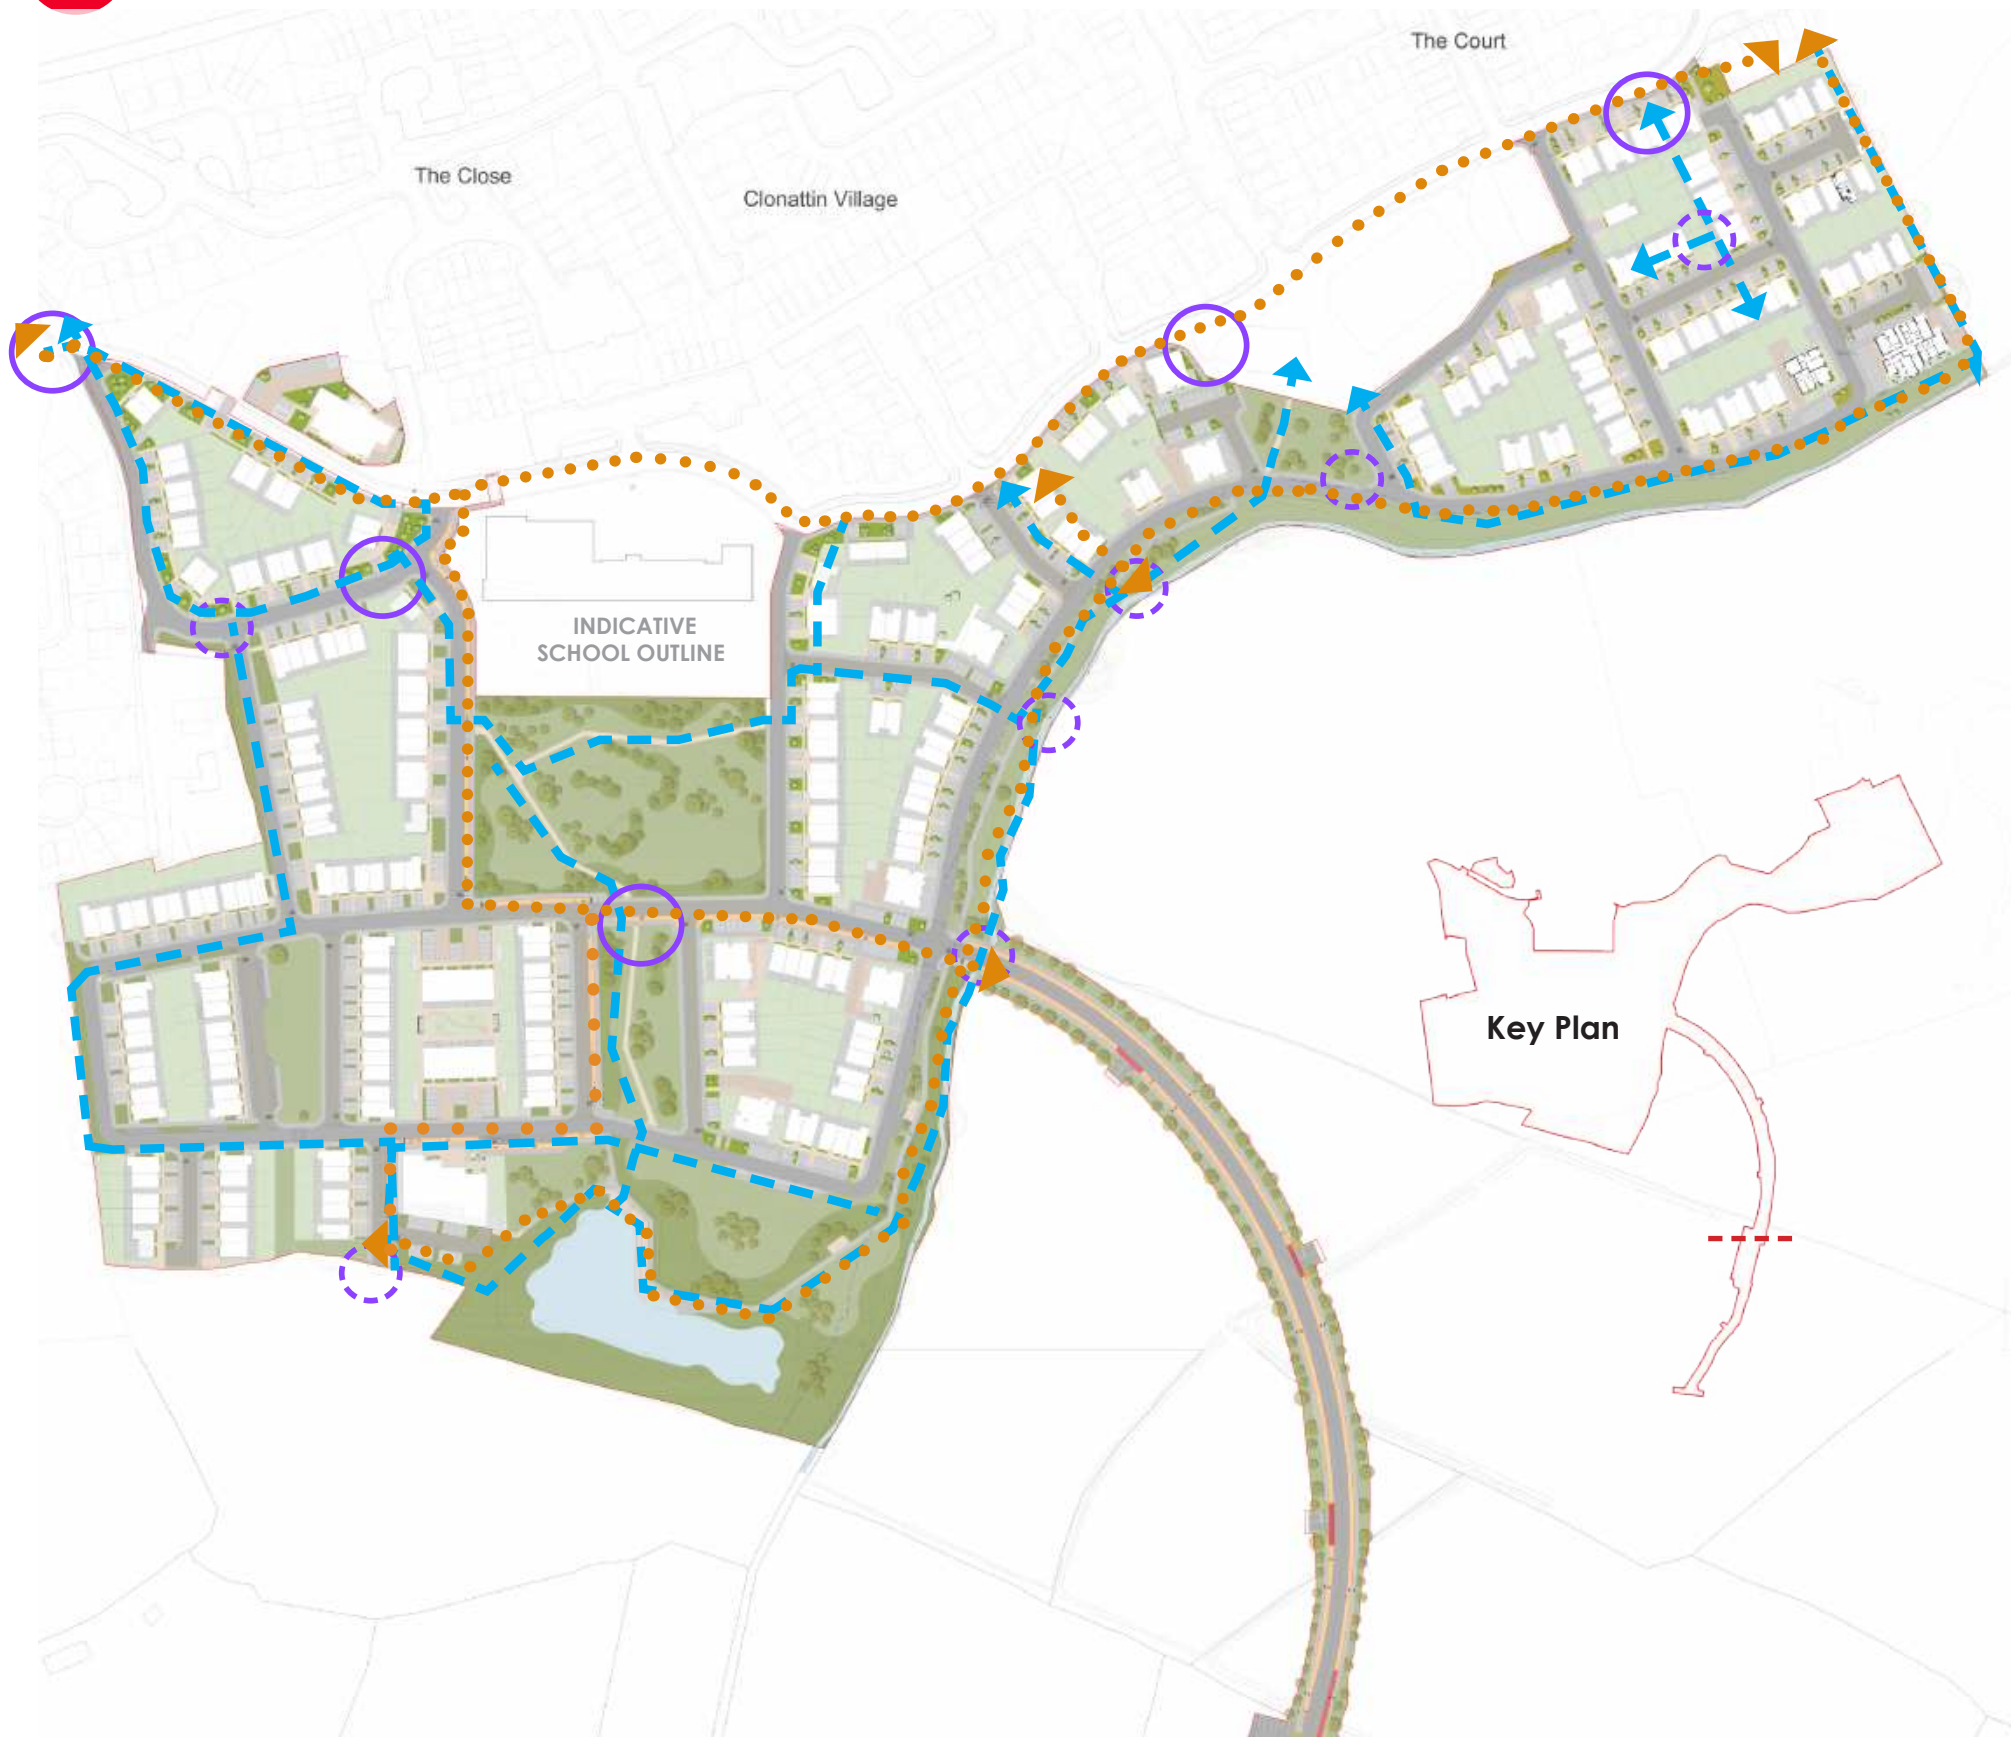 The Court
The Close
Clonattin Village
INDICATIVE
SCHOOL OUTLINE
Key Plan